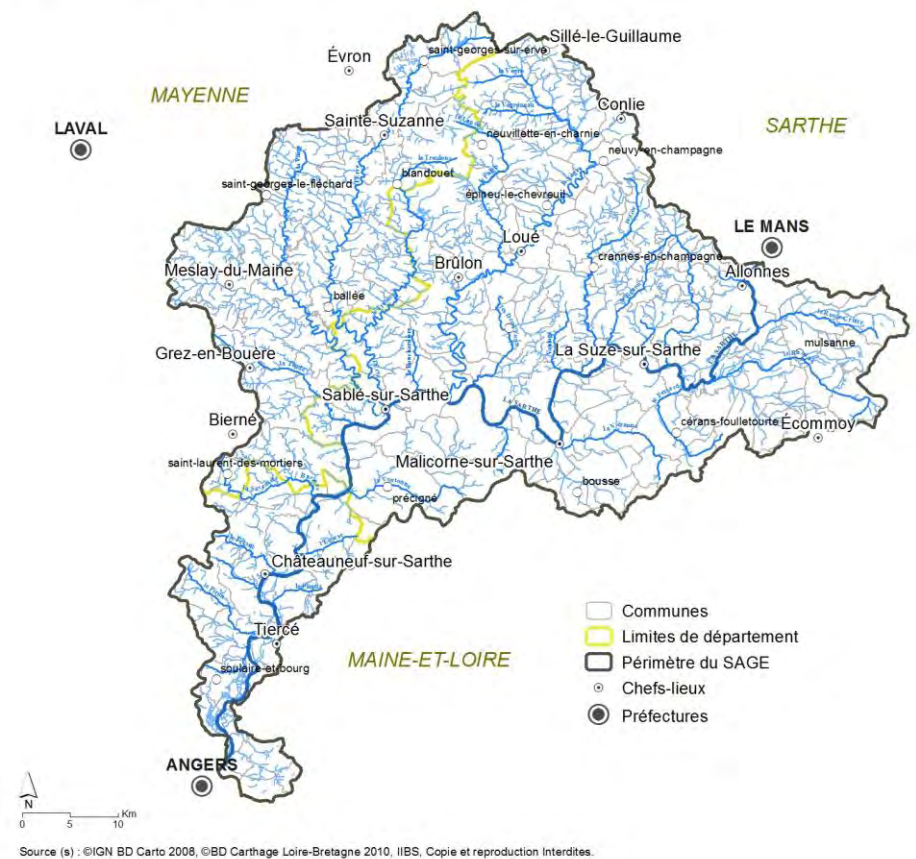 Sillé-le-Guillaume
saint-georges-sur-erve
Évron
MAYENNE
Conlie
LAVAL
Sainte-Suzanne
SARTHE
neuvillette-en-charnie
neuvy-en-champagne
blandouet
saint-georges-le-fléchard
épineu-le-chevreuil
LE MANS
Loué
crannes-en-champagne
Meslay-du-Maine
Brûlon
Allonnes
ballée
mulsanne
Grez-en-Bouère
La Suze-sur-Sarthe
LA SARTHE
Sablé-sur-Sarthe
LA SARTHE
Bierné
cérans-foulletourte
Écommoy
saint-laurent-des-mortiers
Malicorne-sur-Sarthe
bousse
précigné
Châteauneuf-sur-Sarthe
Communes
Tiercé
Limites de département
MAINE-ET-LOIRE
Périmètre du SAGE
soulaire-et-bourg
Chefs-lieux
Préfectures
ANGERS
N
Km
0 5 10
Source (s) : ©IGN BD Carto 2008, ©BD Carthage Loire-Bretagne 2010, IIBS, Copie et reproduction Interdites.